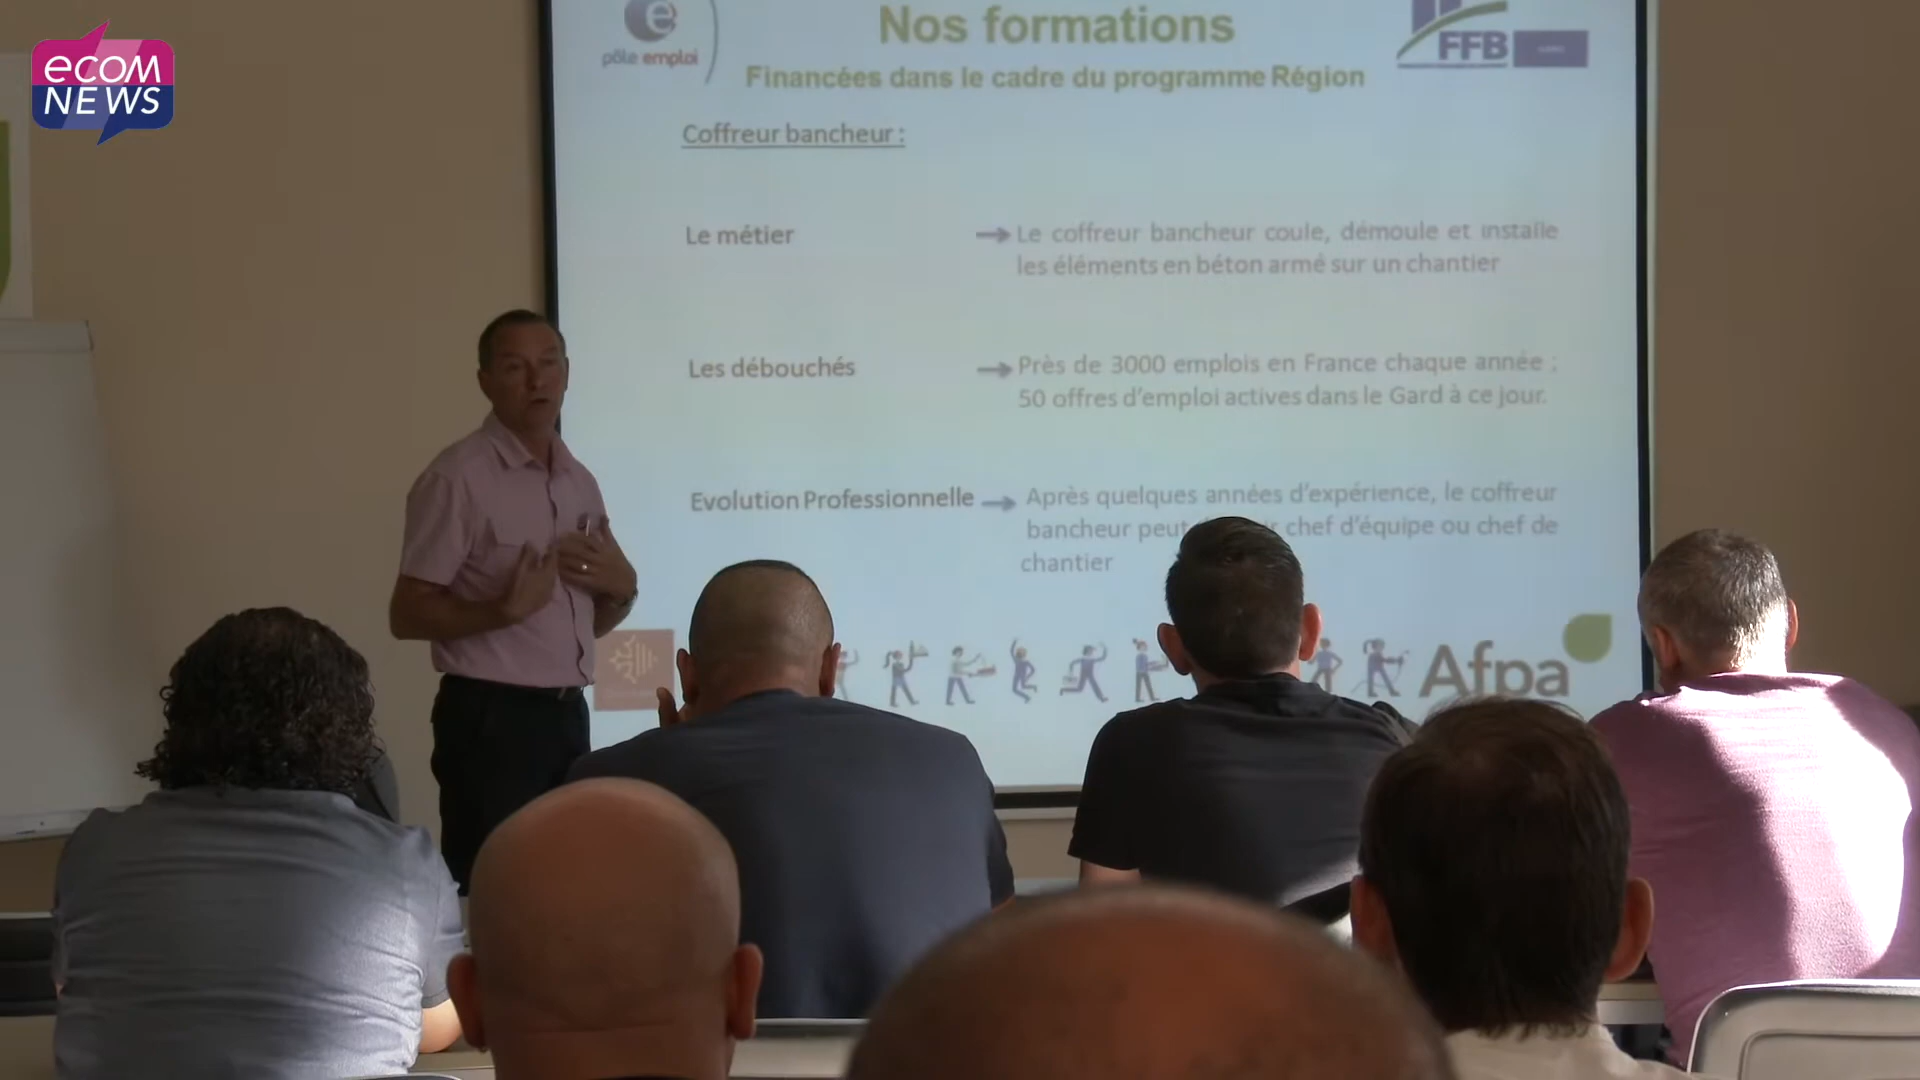 eCOM
NEWS
pôle emploi
Nos formations
Financées dans le cadre du programme Région
FFB
Coffreur bancheur :
Le métier
Le coffreur bancheur coule, démoule et installe
les éléments en béton armé sur un chantier
Les débouchés
Près de 3000 emplois en France chaque année ;
50 offres d'emploi actives dans le Gard à ce jour.
Evolution Professionnelle
Après quelques années d'expérience, le coffreur
bancheur peut chef d'équipe ou chef de
chantier
Afpa